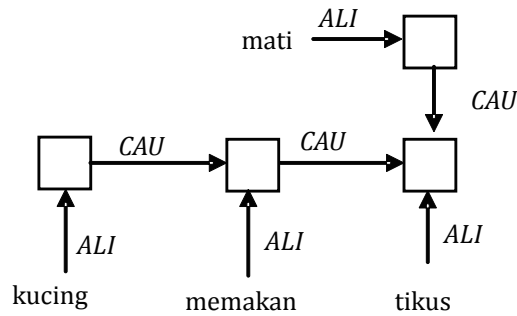 mati ALI
CAU
CAU CAU
ALI ALI ALI
kucing memakan tikus